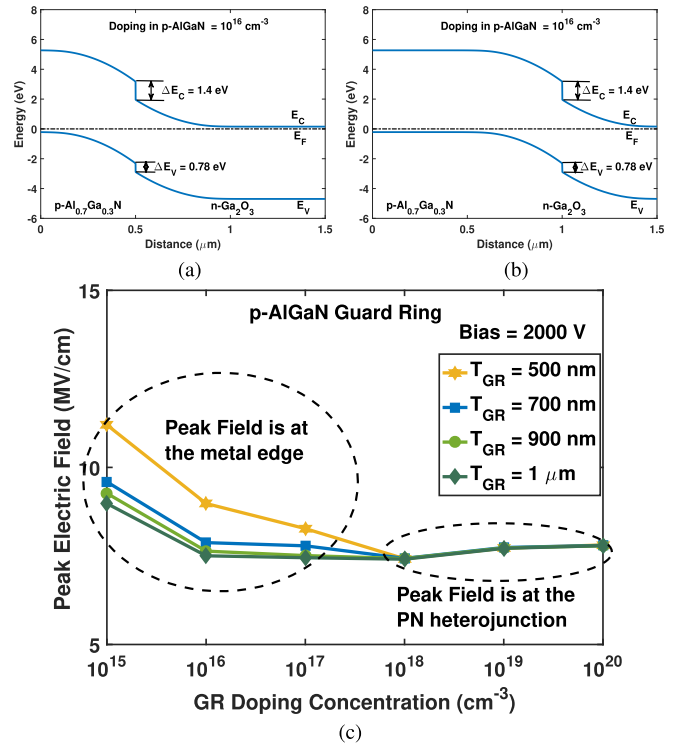 Doping in p-AlGaN = 10^16 cm^-3
Energy (eV)
8
6
4
2
0
-2
-4
-6
ΔE_C = 1.4 eV
E_C
E_F
ΔE_V = 0.78 eV
p-Al_0.7Ga_0.3N
n-Ga_2O_3
E_V
0
0.5
1
1.5
Distance (μm)
(a)
Doping in p-AlGaN = 10^16 cm^-3
Energy (eV)
8
6
4
2
0
-2
-4
-6
ΔE_C = 1.4 eV
E_C
E_F
ΔE_V = 0.78 eV
p-Al_0.7Ga_0.3N
n-Ga_2O_3
E_V
0
0.5
1
1.5
Distance (μm)
(b)
Peak Electric Field (MV/cm)
15
10
5
p-AlGaN Guard Ring
Bias = 2000 V
T_GR = 500 nm
T_GR = 700 nm
T_GR = 900 nm
T_GR = 1 μm
Peak Field is at
the metal edge
Peak Field is at the
PN heterojunction
10^15
10^16
10^17
10^18
10^19
10^20
GR Doping Concentration (cm^-3)
(c)